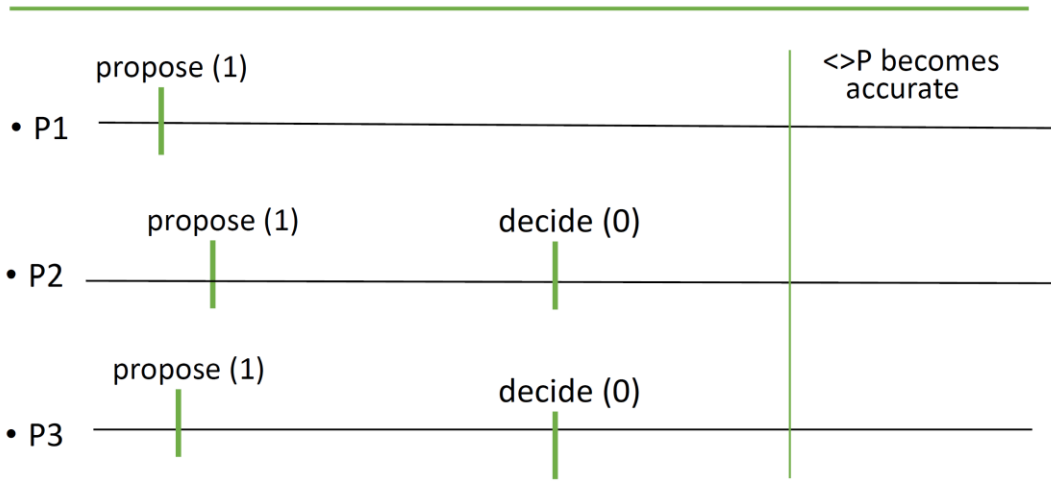 propose (1)
<>P becomes
accurate
• P1
propose (1)
decide (0)
• P2
propose (1)
decide (0)
• P3